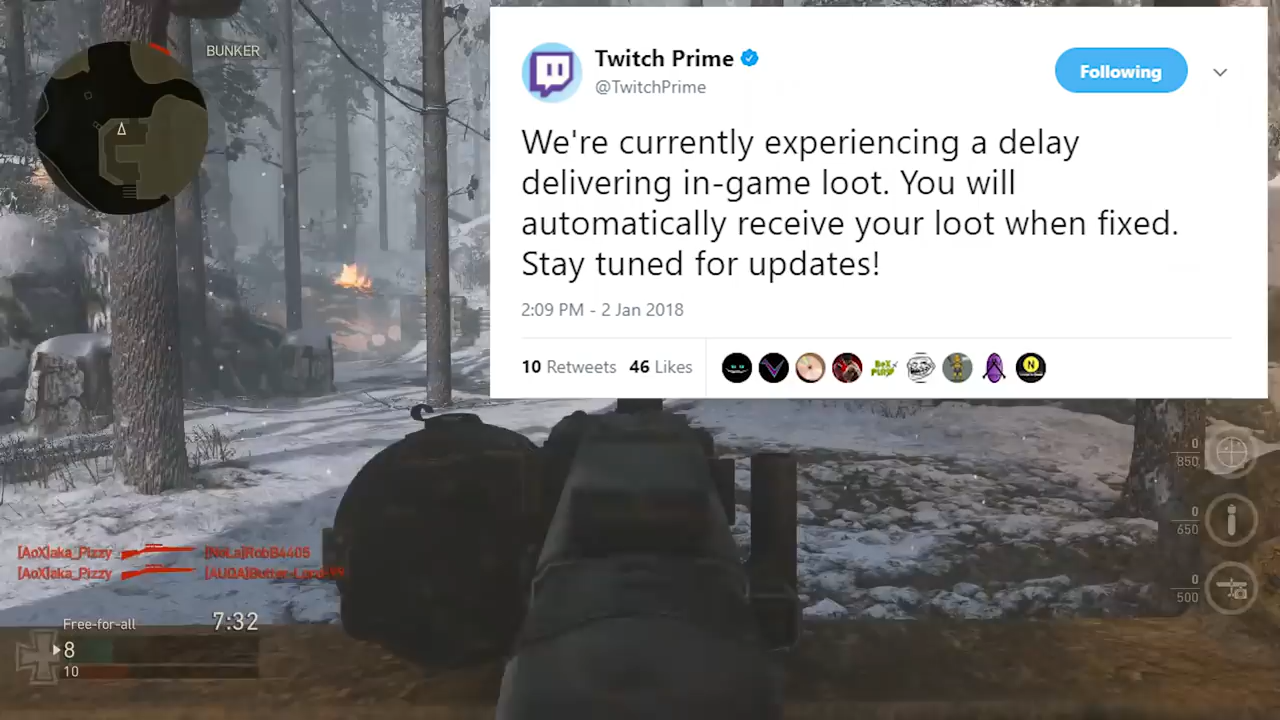 BUNKER
Twitch Prime
@TwitchPrime
Following
We're currently experiencing a delay
delivering in-game loot. You will
automatically receive your loot when fixed.
Stay tuned for updates!
2:09 PM - 2 Jan 2018
10 Retweets 46 Likes
N
0
850
0
650
0
500
[AoX]aka_Pizzy [NoLa]RobB4405
[AoX]aka_Pizzy
Free-for-all 7:32
8
10